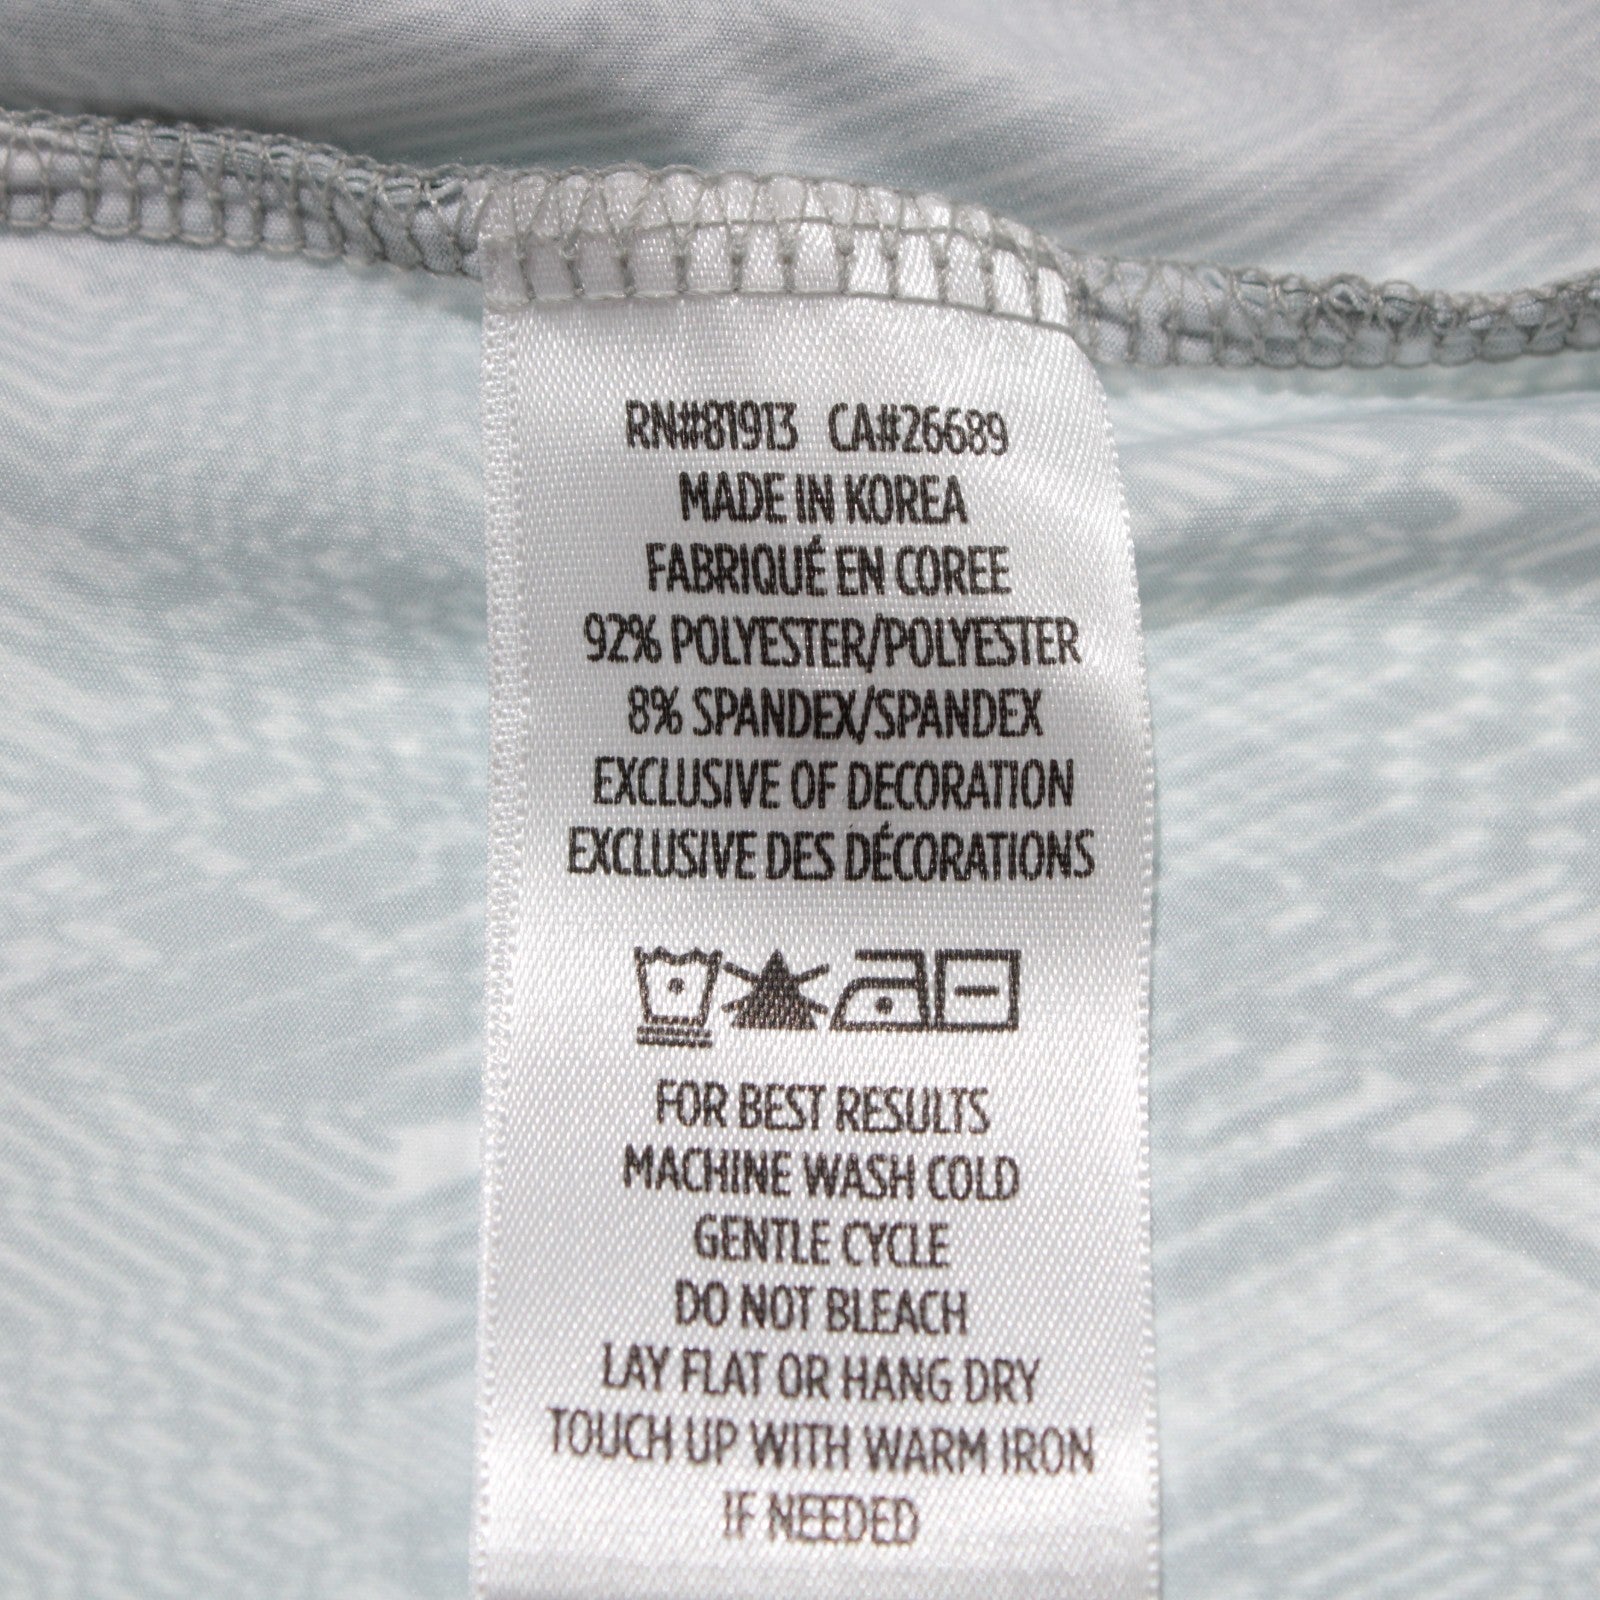 RN#81913 CA#26689
MADE IN KOREA
FABRIQUÉ EN COREE
92% POLYESTER/POLYESTER
8% SPANDEX/SPANDEX
EXCLUSIVE OF DECORATION
EXCLUSIVE DES DÉCORATIONS
FOR BEST RESULTS
MACHINE WASH COLD
GENTLE CYCLE
DO NOT BLEACH
LAY FLAT OR HANG DRY
TOUCH UP WITH WARM IRON
IF NEEDED